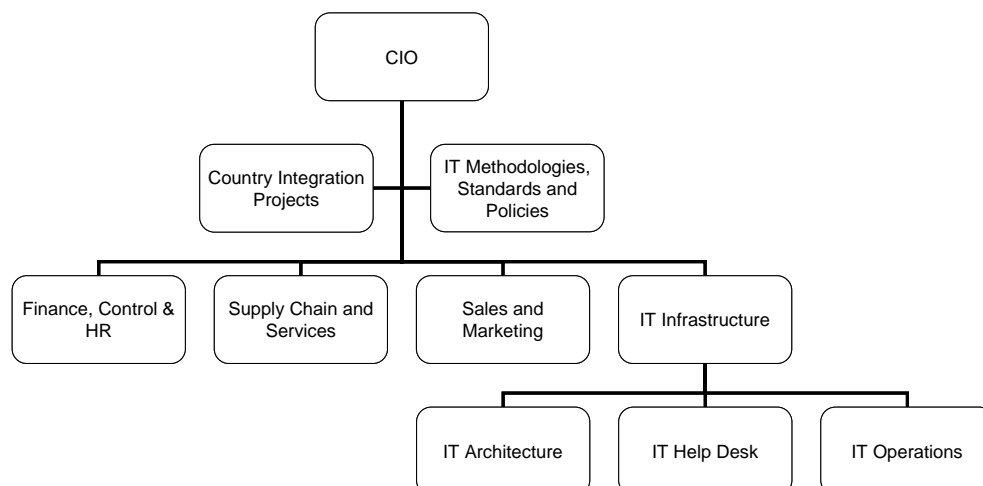 CIO
Country Integration
Projects
IT Methodologies,
Standards and
Policies
Finance, Control &
HR
Supply Chain and
Services
Sales and
Marketing
IT Infrastructure
IT Architecture
IT Help Desk
IT Operations